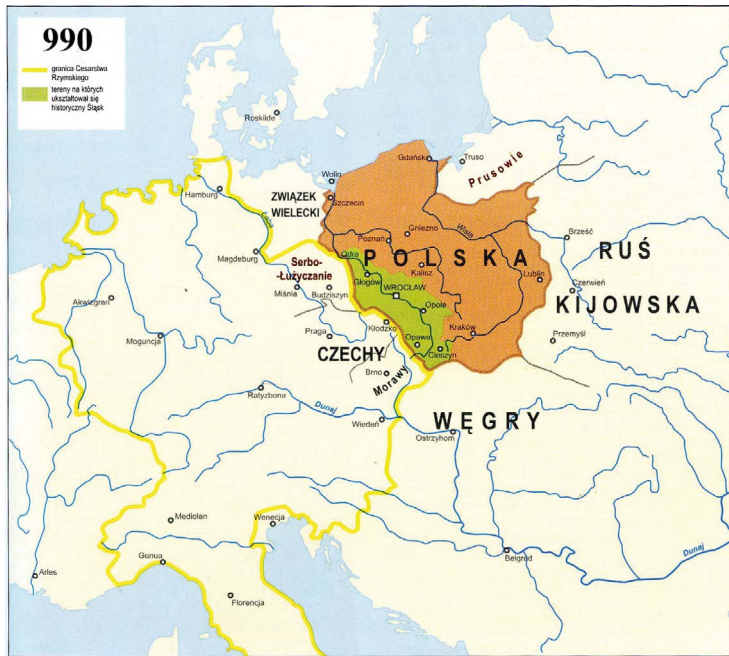 990
granica Cesarstwa
Rzymskiego
tereny na których
ukształtował się
historyczny Śląsk
Roskilde
Gdańsk
Truso
Prusowie
Wolin
Hamburg
Szczecin
ZWIĄZEK
WIELECKI
Łaba
Wisła
Gniezno
Poznań
Brześć
RUŚ
Magdeburg
Odra
POLSKA
Serbo-
-Łużyczanie
Kalisz
Lublin
Głogów
Czerwień
Miśnia
Budziszyn
WROCŁAW
KIJOWSKA
Akwizgran
Opole
Kłodzko
Praga
Kraków
Przemyśl
Moguncja
Opawa
Cieszyn
CZECHY
Brno
Morawy
Ratyzbona
Dunaj
Wiedeń
WĘGRY
Ostrzyhom
Mediolan
Wenecja
Belgrad
Dunaj
Genua
Arles
Florencja